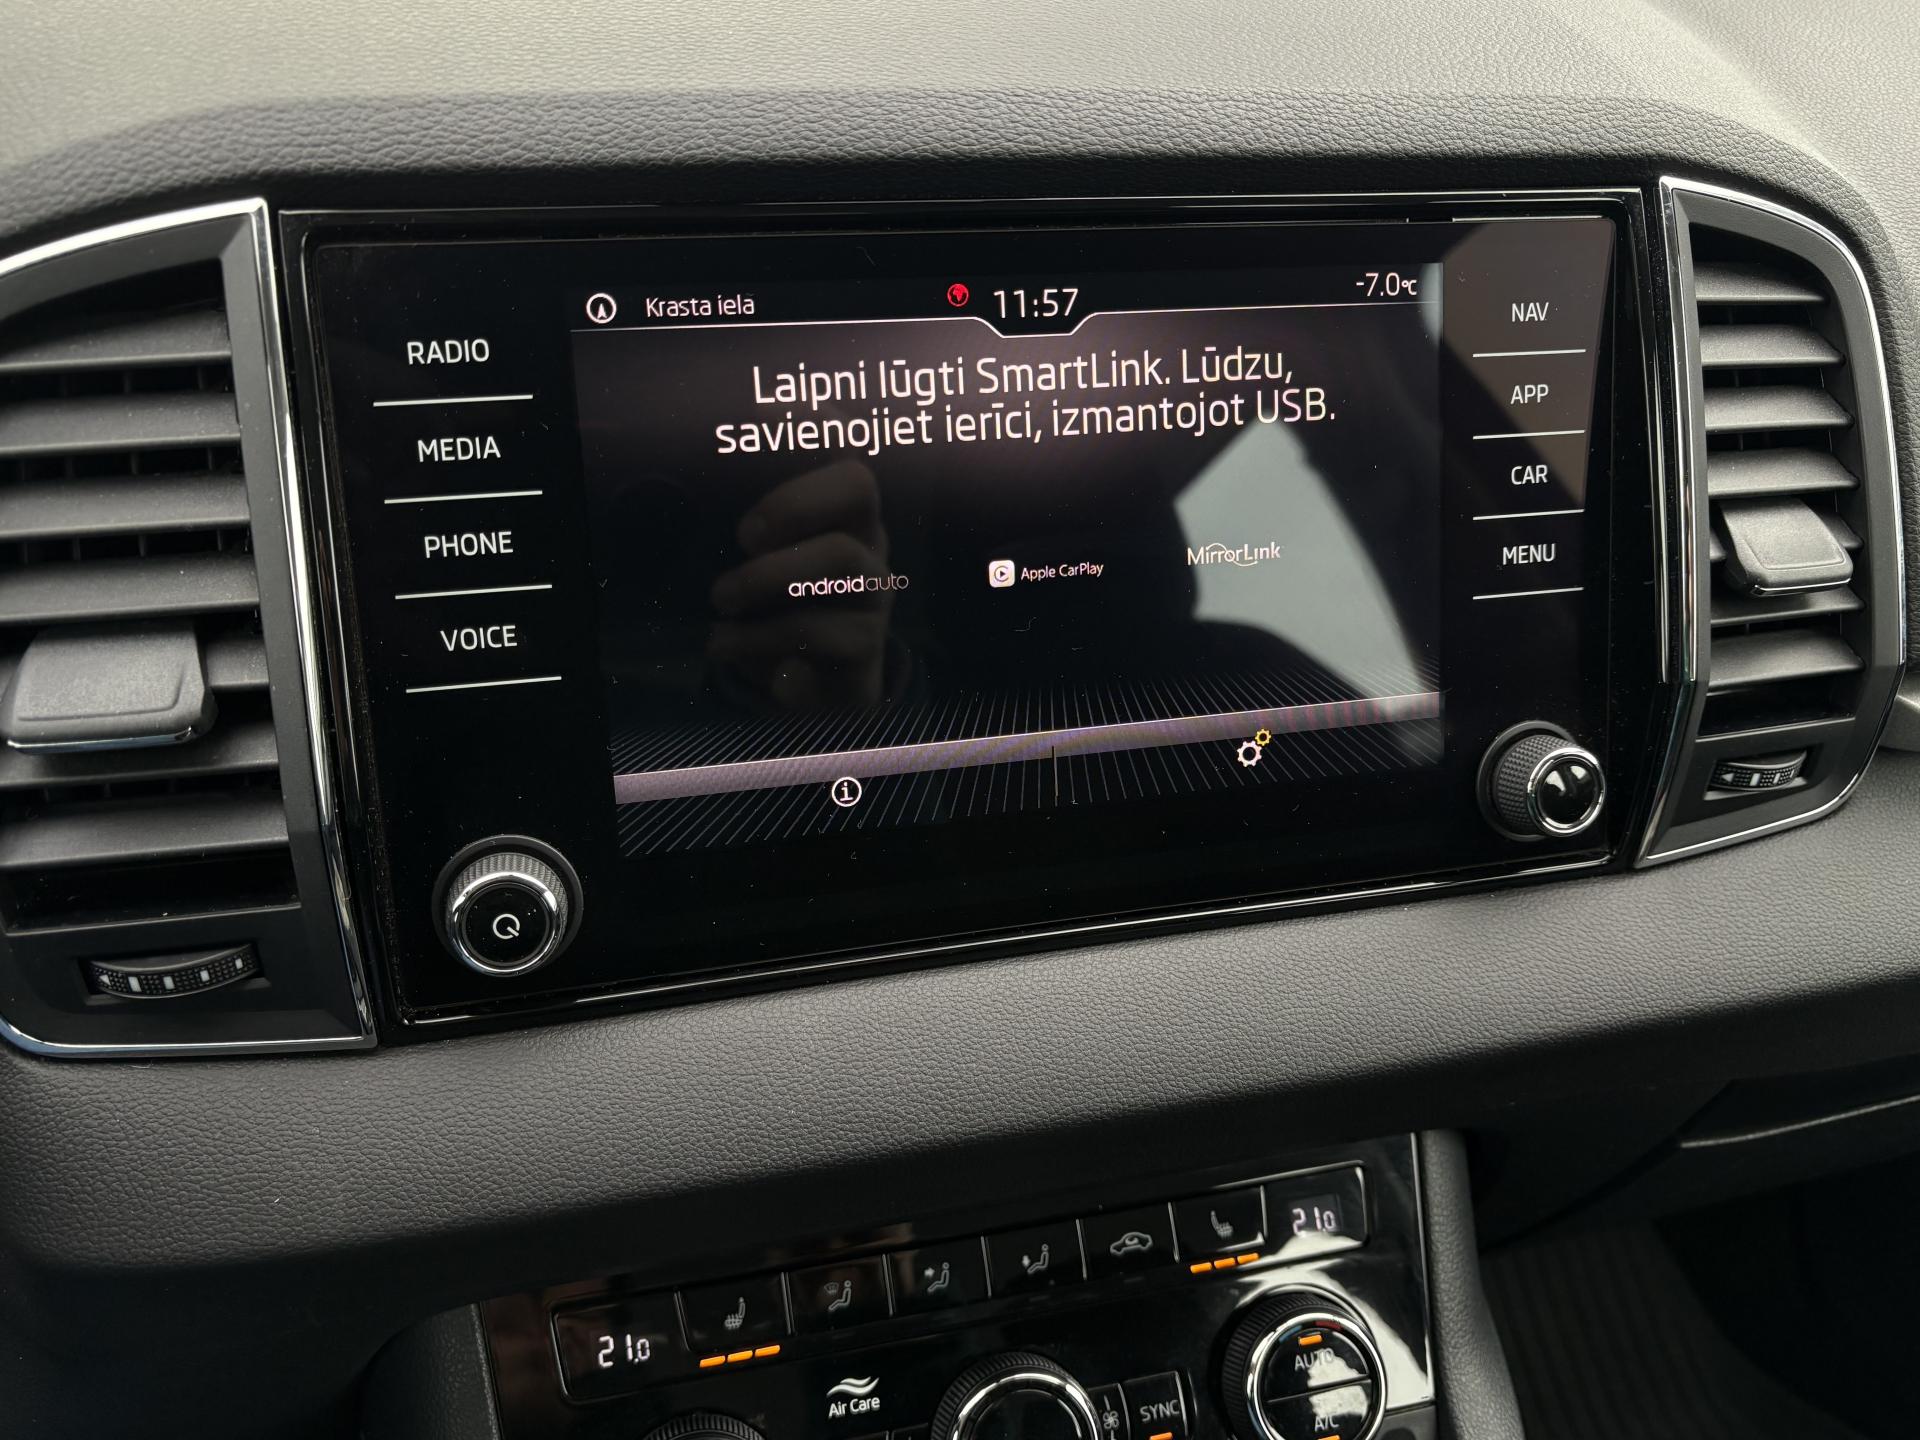 Krasta iela
11:57
-7.0°C
RADIO
MEDIA
PHONE
VOICE
Laipni lūgti SmartLink. Lūdzu,
savienojiet ierīci, izmantojot USB.
androidauto
Apple CarPlay
MirrorLink
NAV
APP
CAR
MENU
21.0
21.0
Air Care
SYNC
AUTO
A/C